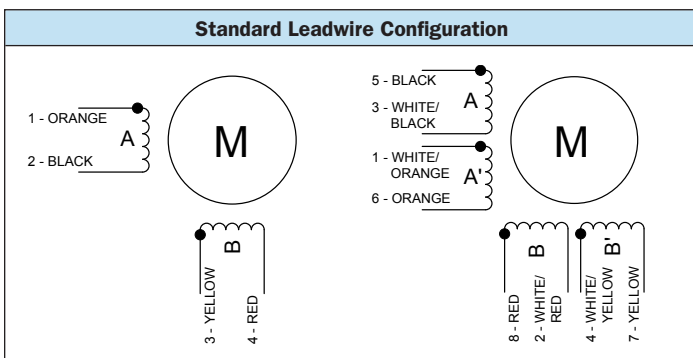 Standard Leadwire Configuration
1 - ORANGE
A
2 - BLACK
M
B
3 - YELLOW
4 - RED
5 - BLACK
A
3 - WHITE/
BLACK
1 - WHITE/
ORANGE
A'
6 - ORANGE
M
B
B'
8 - RED
2 - WHITE/
RED
4 - WHITE/
YELLOW
7 - YELLOW